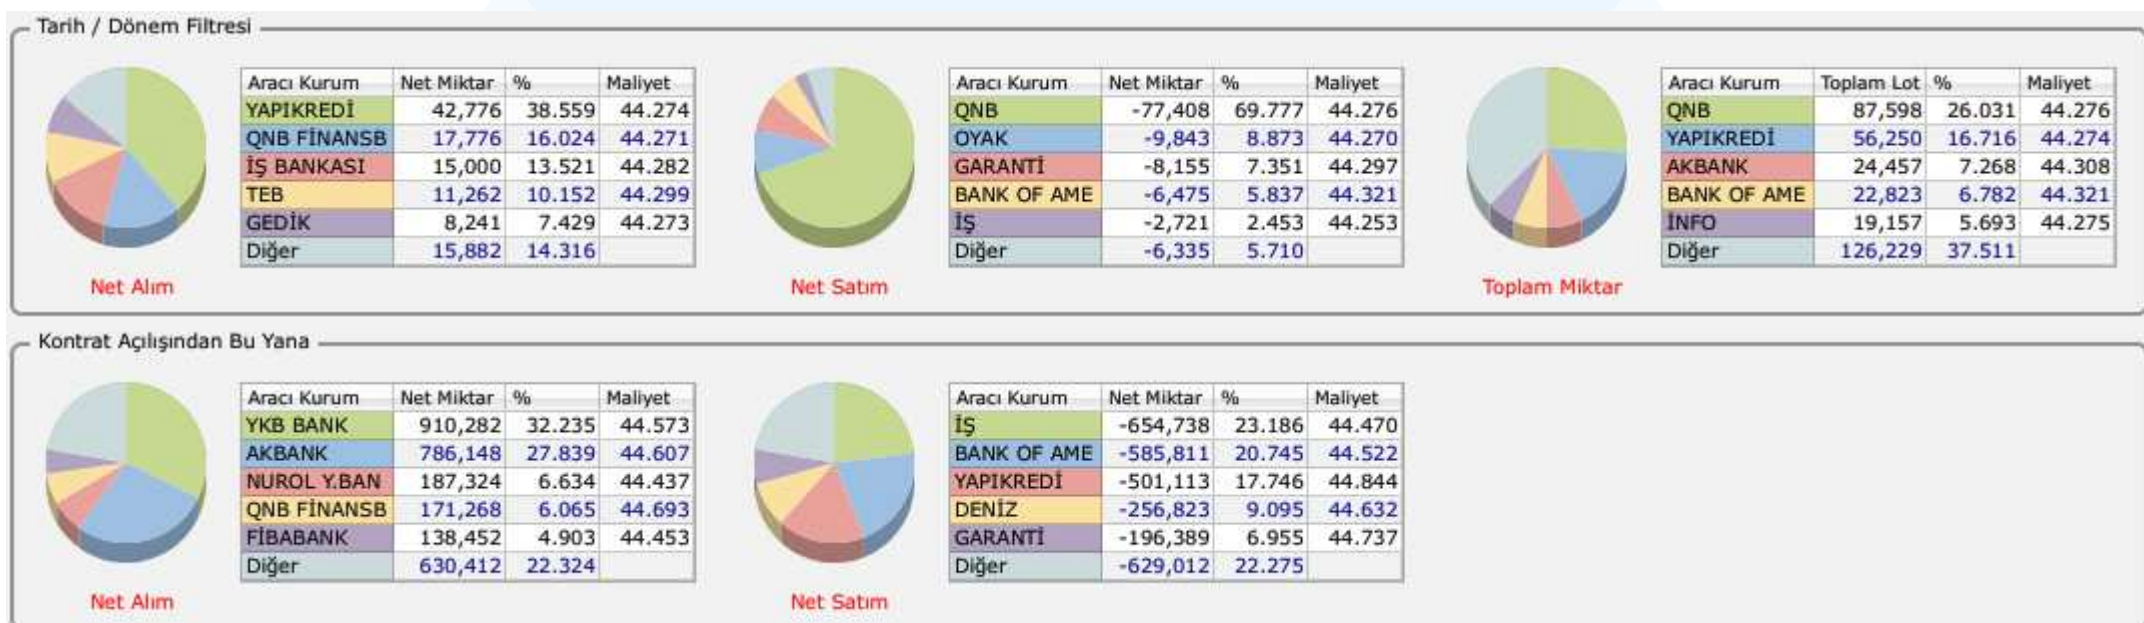 Tarih / Dönem Filtresi
Aracı Kurum Net Miktar % Maliyet
YAPIKREDİ 42,776 38.559 44.274
QNB FİNANSB 17,776 16.024 44.271
İŞ BANKASI 15,000 13.521 44.282
TEB 11,262 10.152 44.299
GEDİK 8,241 7.429 44.273
Diğer 15,882 14.316
Net Alım
Aracı Kurum Net Miktar % Maliyet
QNB -77,408 69.777 44.276
OYAK -9,843 8.873 44.270
GARANTİ -8,155 7.351 44.297
BANK OF AME -6,475 5.837 44.321
İŞ -2,721 2.453 44.253
Diğer -6,335 5.710
Net Satım
Aracı Kurum Toplam Lot % Maliyet
QNB 87,598 26.031 44.276
YAPIKREDİ 56,250 16.716 44.274
AKBANK 24,457 7.268 44.308
BANK OF AME 22,823 6.782 44.321
İNFO 19,157 5.693 44.275
Diğer 126,229 37.511
Toplam Miktar
Kontrat Açılışından Bu Yana
Aracı Kurum Net Miktar % Maliyet
YKB BANK 910,282 32.235 44.573
AKBANK 786,148 27.839 44.607
NUROL Y.BAN 187,324 6.634 44.437
QNB FİNANSB 171,268 6.065 44.693
FİBABANK 138,452 4.903 44.453
Diğer 630,412 22.324
Net Alım
Aracı Kurum Net Miktar % Maliyet
İŞ -654,738 23.186 44.470
BANK OF AME -585,811 20.745 44.522
YAPIKREDİ -501,113 17.746 44.844
DENİZ -256,823 9.095 44.632
GARANTİ -196,389 6.955 44.737
Diğer -629,012 22.275
Net Satım